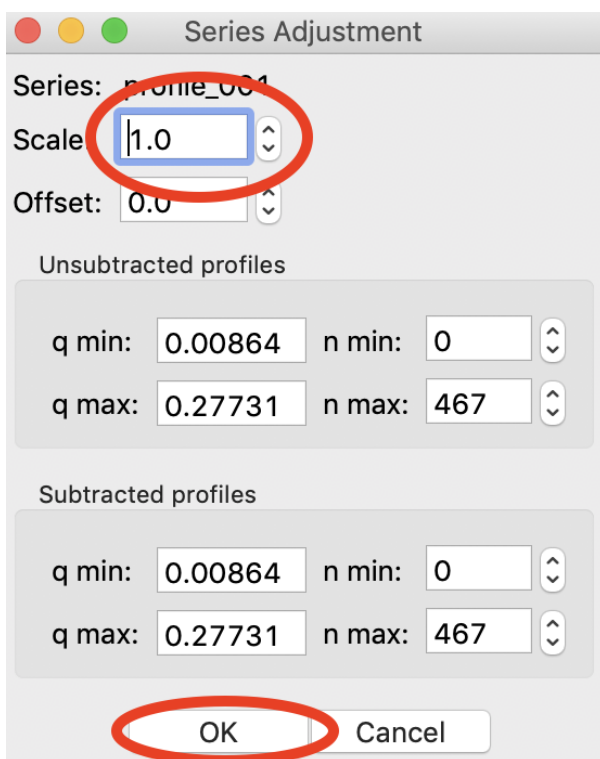 Series Adjustment
Series: profile_001
Scale: 1.0
Offset: 0.0
Unsubtracted profiles
q min: 0.00864 n min: 0
q max: 0.27731 n max: 467
Subtracted profiles
q min: 0.00864 n min: 0
q max: 0.27731 n max: 467
OK Cancel